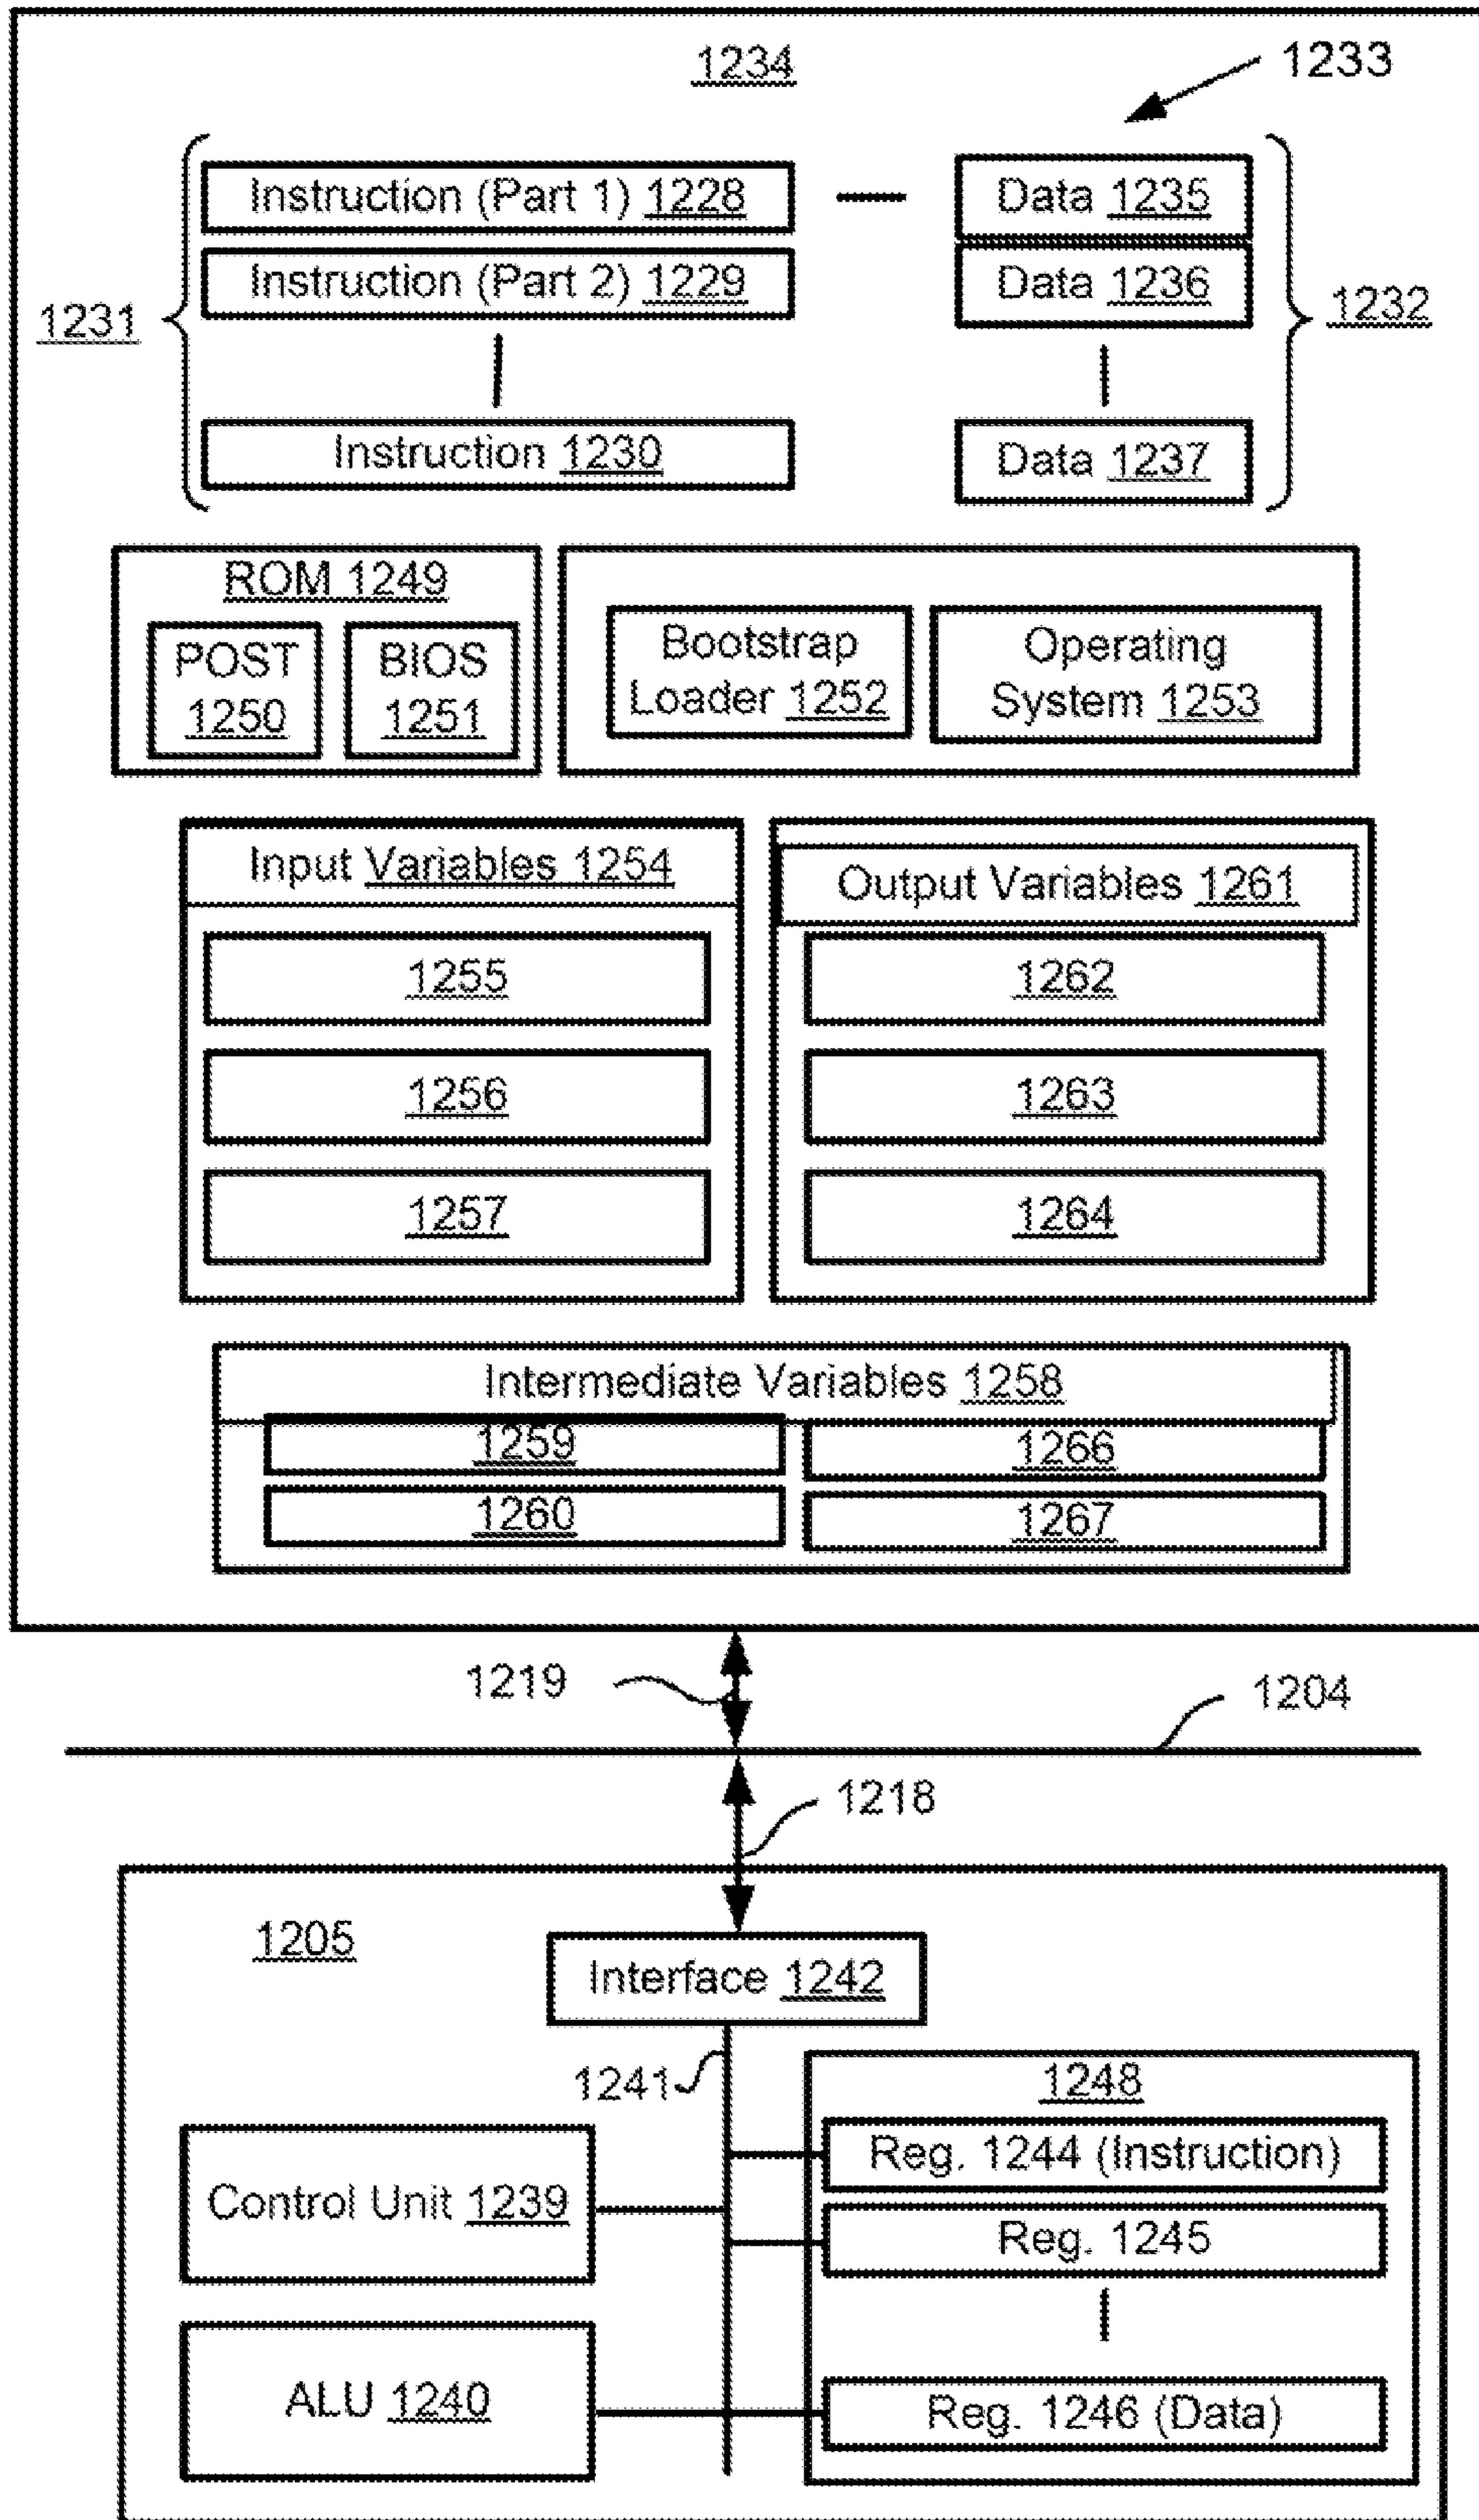 1234
1233
Instruction (Part 1) 1228
Data 1235
Instruction (Part 2) 1229
Data 1236
1231
1232
Instruction 1230
Data 1237
ROM 1249
POST
1250
BIOS
1251
Bootstrap
Loader 1252
Operating
System 1253
Input Variables 1254
1255
1256
1257
Output Variables 1261
1262
1263
1264
Intermediate Variables 1258
1259
1266
1260
1267
1219
1204
1218
1205
Interface 1242
1241
1248
Reg. 1244 (Instruction)
Control Unit 1239
Reg. 1245
ALU 1240
Reg. 1246 (Data)